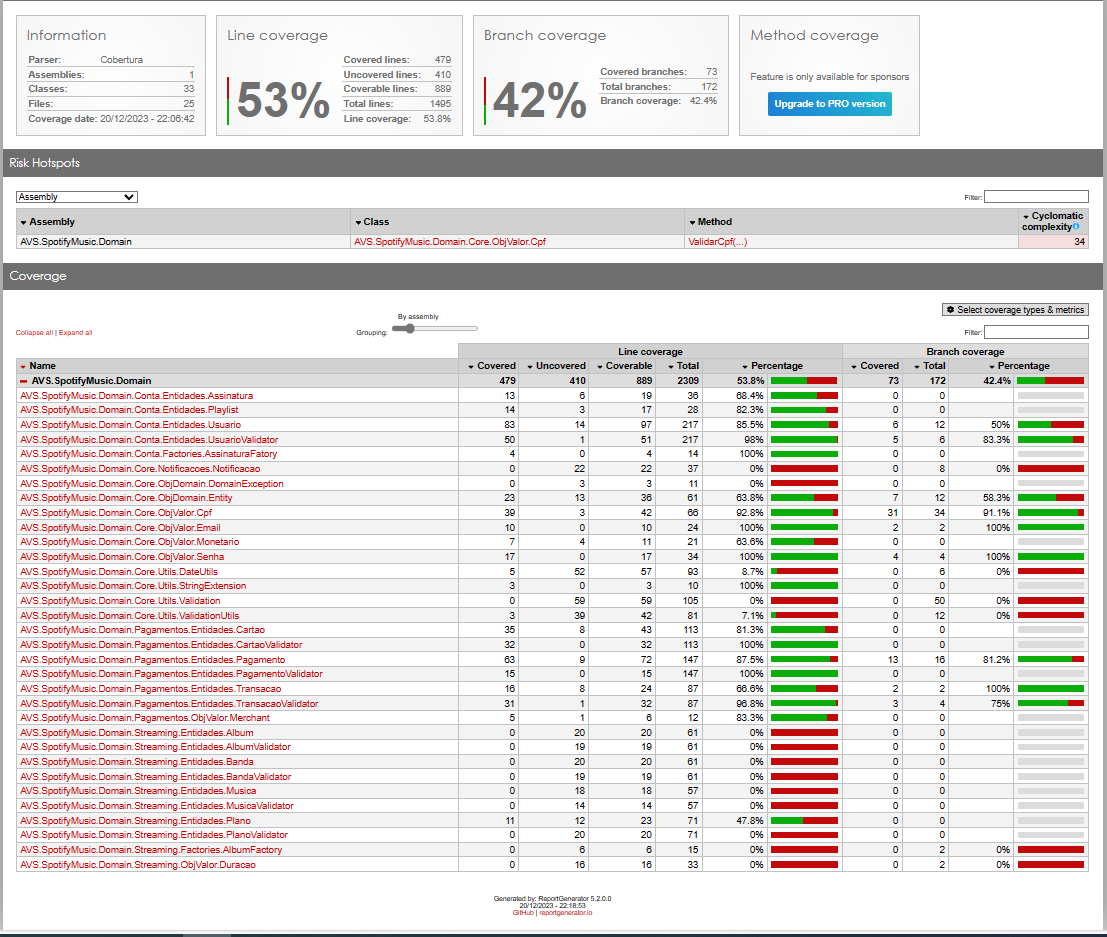 Information
Parser: Cobertura
Assemblies: 1
Classes: 33
Files: 25
Coverage date: 20/12/2023 - 22:06:42
Line coverage
53%
Covered lines: 479
Uncovered lines: 410
Coverable lines: 889
Total lines: 1495
Line coverage: 53.8%
Branch coverage
42%
Covered branches: 73
Total branches: 172
Branch coverage: 42.4%
Method coverage
Feature is only available for sponsors
Upgrade to PRO version
Risk Hotspots
Assembly
Filter:
Assembly Class Method Cyclomatic complexity
AVS.SpotifyMusic.Domain AVS.SpotifyMusic.Domain.Core.ObjValor.Cpf ValidarCpf(...) 34
Coverage
Select coverage types & metrics
Collapse all | Expand all
By assembly
Grouping:
Filter:
Line coverage Branch coverage
Name Covered Uncovered Coverable Total Percentage Covered Total Percentage
AVS.SpotifyMusic.Domain 479 410 889 2309 53.8% 73 172 42.4%
AVS.SpotifyMusic.Domain.Conta.Entidades.Assinatura 13 6 19 36 68.4% 0 0
AVS.SpotifyMusic.Domain.Conta.Entidades.Playlist 14 3 17 28 82.3% 0 0
AVS.SpotifyMusic.Domain.Conta.Entidades.Usuario 83 14 97 217 85.5% 6 12 50%
AVS.SpotifyMusic.Domain.Conta.Entidades.UsuarioValidator 50 1 51 217 98% 5 6 83.3%
AVS.SpotifyMusic.Domain.Conta.Factories.AssinaturaFatory 4 0 4 14 100% 0 0
AVS.SpotifyMusic.Domain.Core.Notificacoes.Notificacao 0 22 22 37 0% 0 8 0%
AVS.SpotifyMusic.Domain.Core.ObjDomain.DomainException 0 3 3 11 0% 0 0
AVS.SpotifyMusic.Domain.Core.ObjDomain.Entity 23 13 36 61 63.8% 7 12 58.3%
AVS.SpotifyMusic.Domain.Core.ObjValor.Cpf 39 3 42 66 92.8% 31 34 91.1%
AVS.SpotifyMusic.Domain.Core.ObjValor.Email 10 0 10 24 100% 2 2 100%
AVS.SpotifyMusic.Domain.Core.ObjValor.Monetario 7 4 11 21 63.6% 0 0
AVS.SpotifyMusic.Domain.Core.ObjValor.Senha 17 0 17 34 100% 4 4 100%
AVS.SpotifyMusic.Domain.Core.Utils.DateUtils 5 52 57 93 8.7% 0 6 0%
AVS.SpotifyMusic.Domain.Core.Utils.StringExtension 3 0 3 10 100% 0 0
AVS.SpotifyMusic.Domain.Core.Utils.Validation 0 59 59 105 0% 0 50 0%
AVS.SpotifyMusic.Domain.Core.Utils.ValidationUtils 3 39 42 81 7.1% 0 12 0%
AVS.SpotifyMusic.Domain.Pagamentos.Entidades.Cartao 35 8 43 113 81.3% 0 0
AVS.SpotifyMusic.Domain.Pagamentos.Entidades.CartaoValidator 32 0 32 113 100% 0 0
AVS.SpotifyMusic.Domain.Pagamentos.Entidades.Pagamento 63 9 72 147 87.5% 13 16 81.2%
AVS.SpotifyMusic.Domain.Pagamentos.Entidades.PagamentoValidator 15 0 15 147 100% 0 0
AVS.SpotifyMusic.Domain.Pagamentos.Entidades.Transacao 16 8 24 87 66.6% 2 2 100%
AVS.SpotifyMusic.Domain.Pagamentos.Entidades.TransacaoValidator 31 1 32 87 96.8% 3 4 75%
AVS.SpotifyMusic.Domain.Pagamentos.ObjValor.Merchant 5 1 6 12 83.3% 0 0
AVS.SpotifyMusic.Domain.Streaming.Entidades.Album 0 20 20 61 0% 0 0
AVS.SpotifyMusic.Domain.Streaming.Entidades.AlbumValidator 0 19 19 61 0% 0 0
AVS.SpotifyMusic.Domain.Streaming.Entidades.Banda 0 20 20 61 0% 0 0
AVS.SpotifyMusic.Domain.Streaming.Entidades.BandaValidator 0 19 19 61 0% 0 0
AVS.SpotifyMusic.Domain.Streaming.Entidades.Musica 0 18 18 57 0% 0 0
AVS.SpotifyMusic.Domain.Streaming.Entidades.MusicaValidator 0 14 14 57 0% 0 0
AVS.SpotifyMusic.Domain.Streaming.Entidades.Plano 11 12 23 71 47.8% 0 0
AVS.SpotifyMusic.Domain.Streaming.Entidades.PlanoValidator 0 20 20 71 0% 0 0
AVS.SpotifyMusic.Domain.Streaming.Factories.AlbumFactory 0 6 6 15 0% 0 2 0%
AVS.SpotifyMusic.Domain.Streaming.ObjValor.Duracao 0 16 16 33 0% 0 2 0%
Generated by: ReportGenerator 5.2.0.0
20/12/2023 - 22:18:53
GitHub | reportgenerator.io